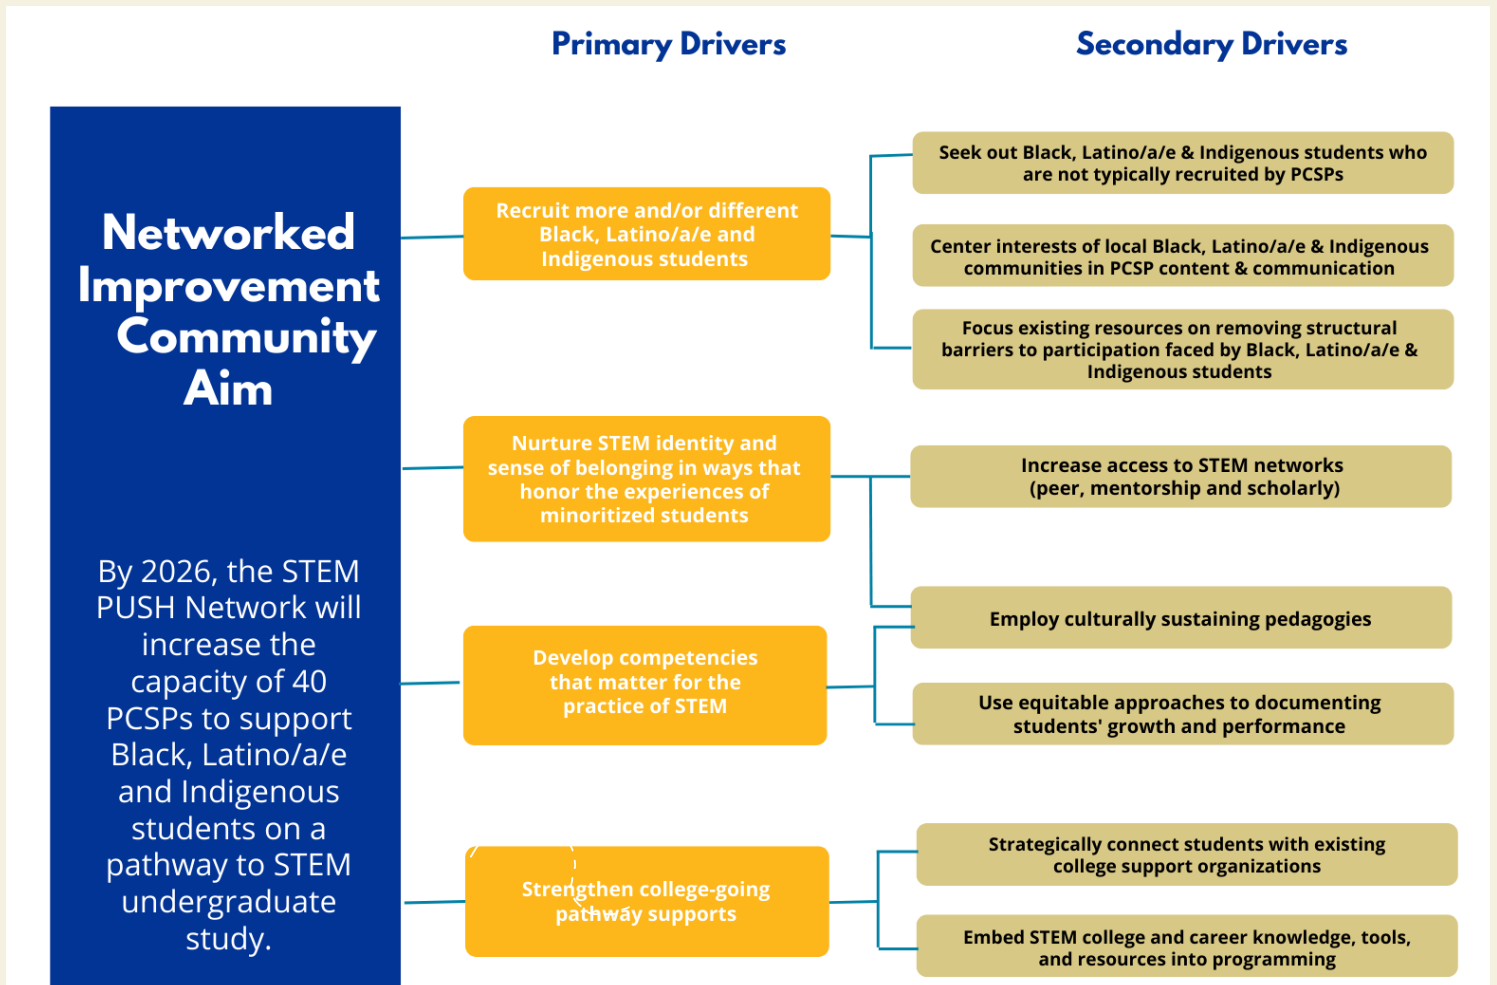 Primary Drivers
Secondary Drivers
Networked
Improvement
Community
Aim
By 2026, the STEM
PUSH Network will
increase the
capacity of 40
PCSPs to support
Black, Latino/a/e
and Indigenous
students on a
pathway to STEM
undergraduate
study.
Recruit more and/or different
Black, Latino/a/e and
Indigenous students
Seek out Black, Latino/a/e & Indigenous students who
are not typically recruited by PCSPs
Center interests of local Black, Latino/a/e & Indigenous
communities in PCSP content & communication
Focus existing resources on removing structural
barriers to participation faced by Black, Latino/a/e &
Indigenous students
Nurture STEM identity and
sense of belonging in ways that
honor the experiences of
minoritized students
Increase access to STEM networks
(peer, mentorship and scholarly)
Employ culturally sustaining pedagogies
Develop competencies
that matter for the
practice of STEM
Use equitable approaches to documenting
students' growth and performance
Strengthen college-going
pathway supports
Strategically connect students with existing
college support organizations
Embed STEM college and career knowledge, tools,
and resources into programming